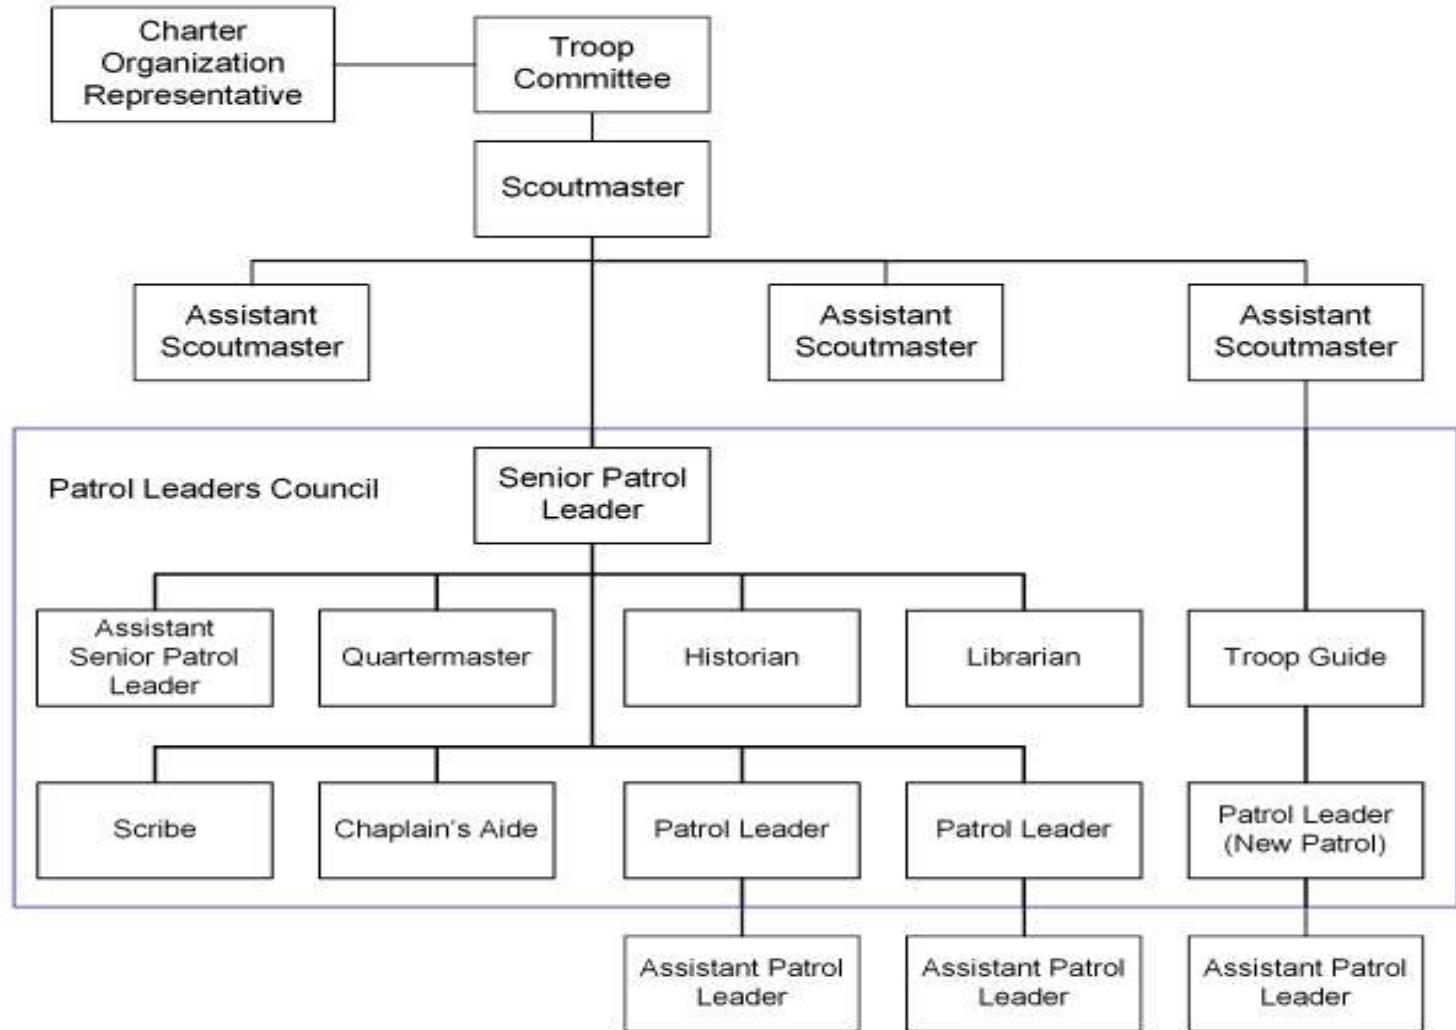 Charter
Organization
Representative
Troop
Committee
Scoutmaster
Assistant
Scoutmaster
Assistant
Scoutmaster
Assistant
Scoutmaster
Patrol Leaders Council
Senior Patrol
Leader
Assistant
Senior Patrol
Leader
Quartermaster
Historian
Librarian
Troop Guide
Scribe
Chaplain's Aide
Patrol Leader
Patrol Leader
Patrol Leader
(New Patrol)
Assistant Patrol
Leader
Assistant Patrol
Leader
Assistant Patrol
Leader